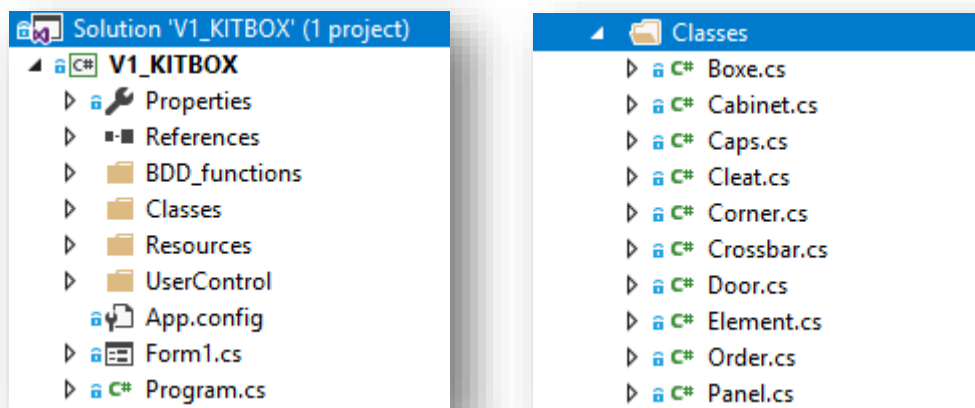 Solution 'V1_KITBOX' (1 project)
C# V1_KITBOX
Properties
References
BDD_functions
Classes
Resources
UserControl
App.config
Form1.cs
C# Program.cs
Classes
C# Boxe.cs
C# Cabinet.cs
C# Caps.cs
C# Cleat.cs
C# Corner.cs
C# Crossbar.cs
C# Door.cs
C# Element.cs
C# Order.cs
C# Panel.cs